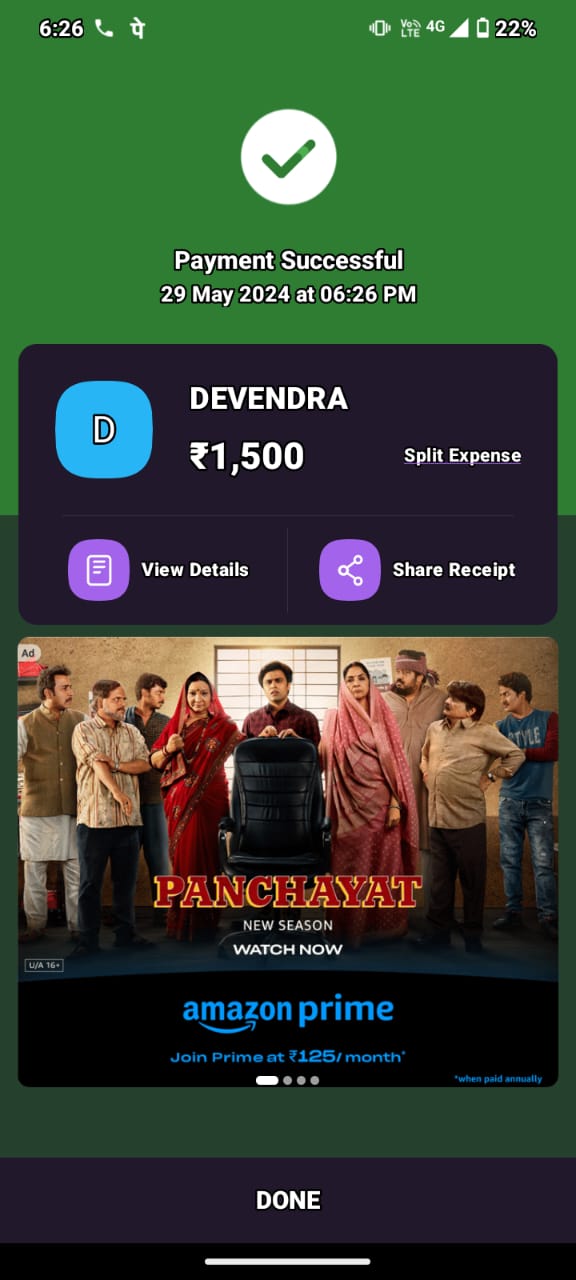 6:26 पे Vo LTE 4G 22%
Payment Successful
29 May 2024 at 06:26 PM
D
DEVENDRA
₹1,500
Split Expense
View Details
Share Receipt
Ad
STYLE
PANCHAYAT
NEW SEASON
WATCH NOW
U/A 16+
amazon prime
Join Prime at ₹125/month*
*when paid annually
DONE